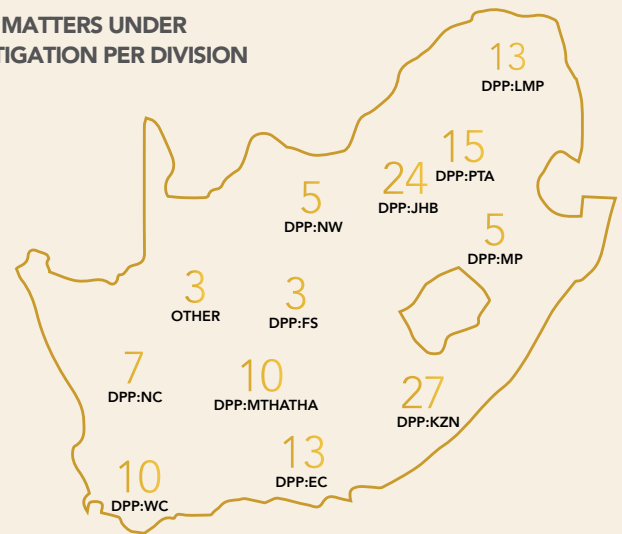 MATTERS UNDER
TIGATION PER DIVISION
13
DPP:LMP
15
DPP:PTA
24
DPP:JHB
5
DPP:NW
5
DPP:MP
3
OTHER
3
DPP:FS
7
DPP:NC
10
DPP:MTHATHA
27
DPP:KZN
13
DPP:EC
10
DPP:WC